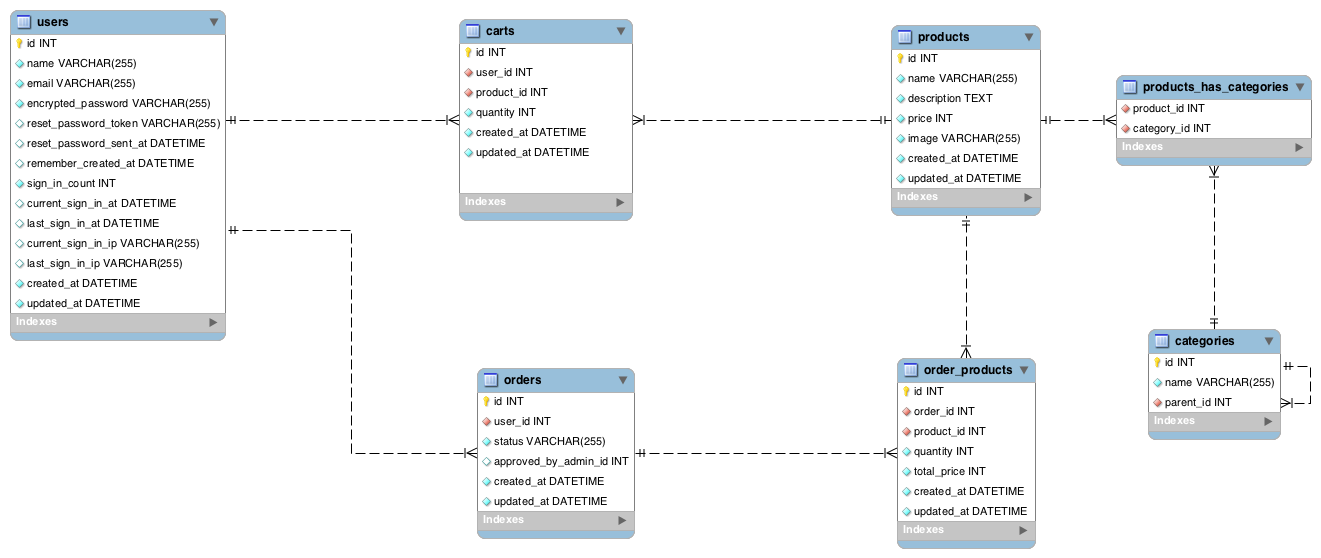 users
id INT
name VARCHAR(255)
email VARCHAR(255)
encrypted_password VARCHAR(255)
reset_password_token VARCHAR(255)
reset_password_sent_at DATETIME
remember_created_at DATETIME
sign_in_count INT
current_sign_in_at DATETIME
last_sign_in_at DATETIME
current_sign_in_ip VARCHAR(255)
last_sign_in_ip VARCHAR(255)
created_at DATETIME
updated_at DATETIME
Indexes
carts
id INT
user_id INT
product_id INT
quantity INT
created_at DATETIME
updated_at DATETIME
Indexes
products
id INT
name VARCHAR(255)
description TEXT
price INT
image VARCHAR(255)
created_at DATETIME
updated_at DATETIME
Indexes
products_has_categories
product_id INT
category_id INT
Indexes
orders
id INT
user_id INT
status VARCHAR(255)
approved_by_admin_id INT
created_at DATETIME
updated_at DATETIME
Indexes
order_products
id INT
order_id INT
product_id INT
quantity INT
total_price INT
created_at DATETIME
updated_at DATETIME
Indexes
categories
id INT
name VARCHAR(255)
parent_id INT
Indexes